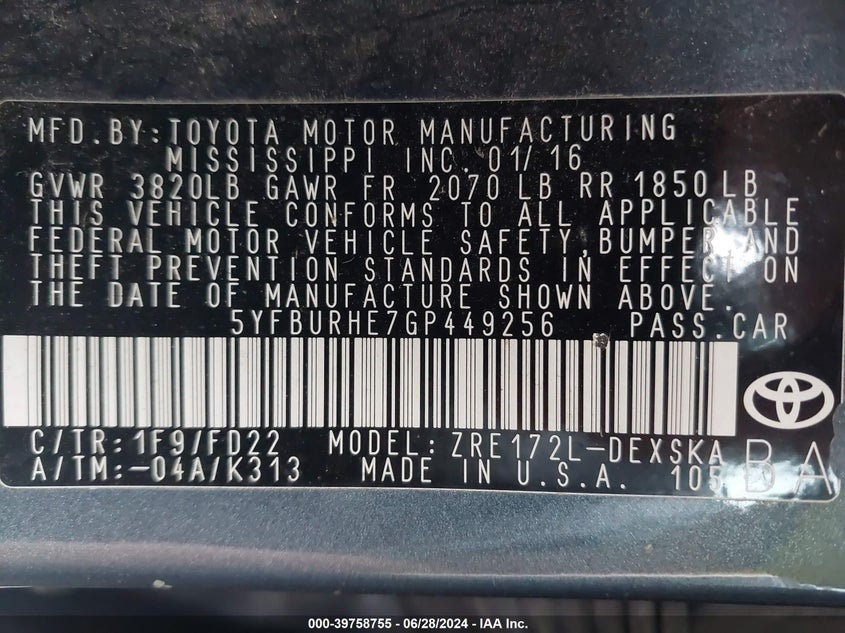 MFD.BY:TOYOTA MOTOR MANUFACTURING
MISSISSIPPI INC. 01/16
GVWR 3820LB GAWR FR 2070 LB RR 1850LB
THIS VEHICLE CONFORMS TO ALL APPLICABLE
FEDERAL MOTOR VEHICLE SAFETY,BUMPER,AND
THEFT PREVENTION STANDARDS IN EFFECT ON
THE DATE OF MANUFACTURE SHOWN ABOVE.
5YFBURHE7GP449256 PASS.CAR
C/TR:1F9/FD22 MODEL:ZRE172L-DEXSKA
A/TM:-04A/K313 MADE IN U.S.A. 105 BA
000-39758755 - 06/28/2024 - IAA Inc.